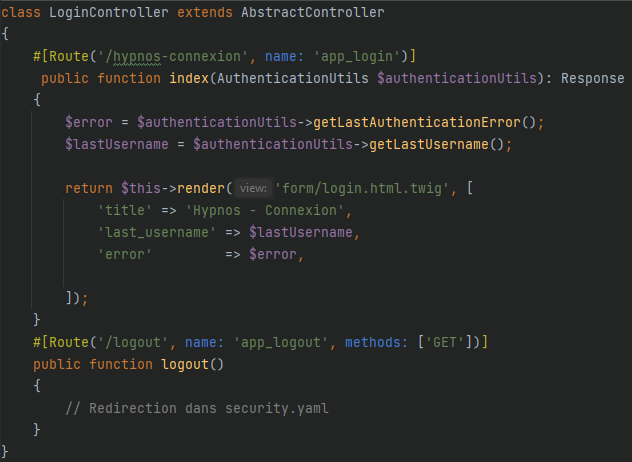 class LoginController extends AbstractController
{
    #[Route('/hypnos-connexion', name: 'app_login')]
     public function index(AuthenticationUtils $authenticationUtils): Response
    {
        $error = $authenticationUtils->getLastAuthenticationError();
        $lastUsername = $authenticationUtils->getLastUsername();

        return $this->render( view: 'form/login.html.twig', [
            'title' => 'Hypnos - Connexion',
            'last_username' => $lastUsername,
            'error'         => $error,

        ]);
    }
    #[Route('/logout', name: 'app_logout', methods: ['GET'])]
    public function logout()
    {
        // Redirection dans security.yaml
    }
}